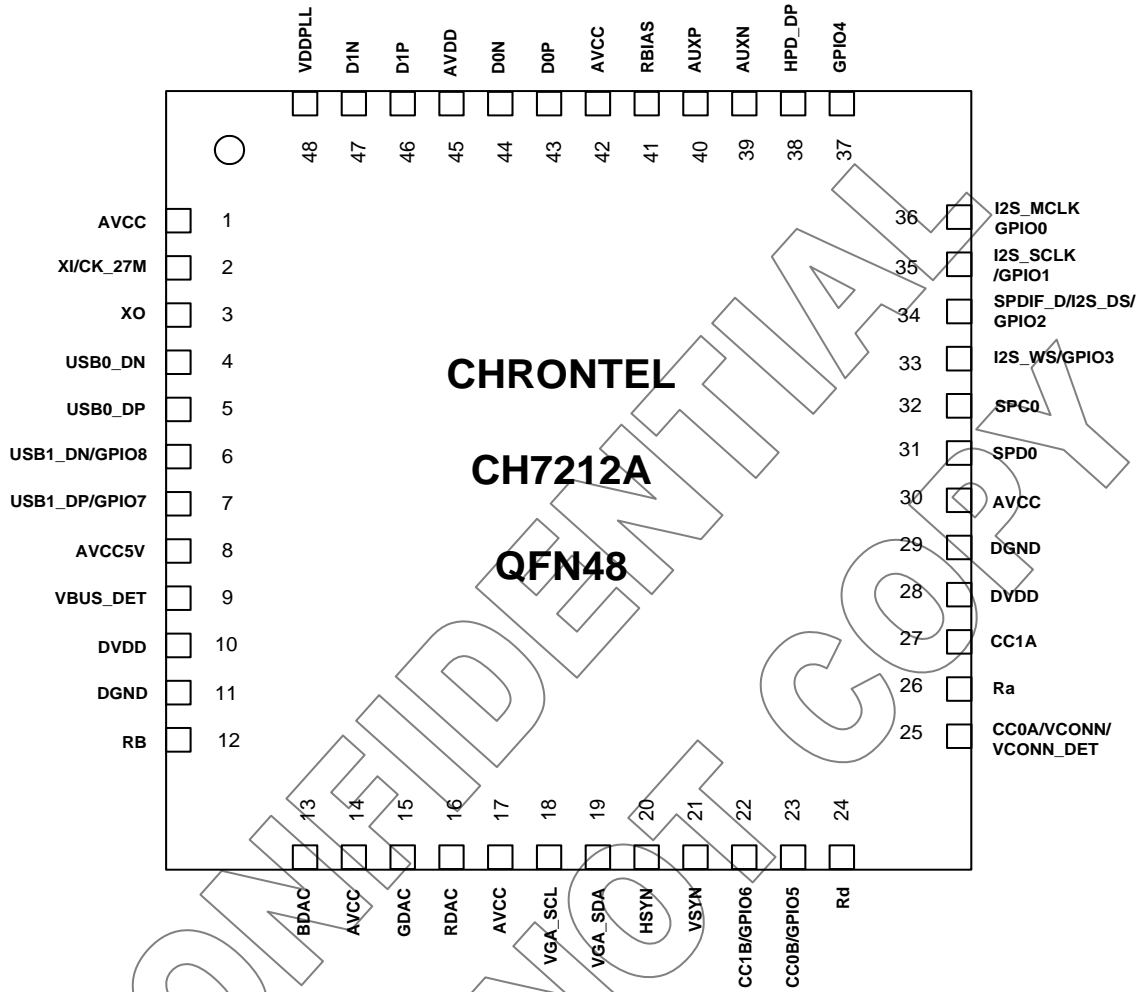 VDDPLL
D1N
D1P
AVDD
D0N
D0P
AVCC
RBIAS
AUXP
AUXN
HPD_DP
GPIO4
48
47
46
45
44
43
42
41
40
39
38
37
AVCC 1
XI/CK_27M 2
XO 3
USB0_DN 4
USB0_DP 5
USB1_DN/GPIO8 6
USB1_DP/GPIO7 7
AVCC5V 8
VBUS_DET 9
DVDD 10
DGND 11
RB 12
CHRONTEL
CH7212A
QFN48
36 I2S_MCLK
GPIO0
35 I2S_SCLK
/GPIO1
34 SPDIF_D/I2S_DS/
GPIO2
33 I2S_WS/GPIO3
32 SPC0
31 SPD0
30 AVCC
29 DGND
28 DVDD
27 CC1A
26 Ra
25 CC0A/VCONN/
VCONN_DET
13
14
15
16
17
18
19
20
21
22
23
24
BDAC
AVCC
GDAC
RDAC
AVCC
VGA_SCL
VGA_SDA
HSYN
VSYN
CC1B/GPIO6
CC0B/GPIO5
Rd
ONFIDENTIAL
NOT COPY